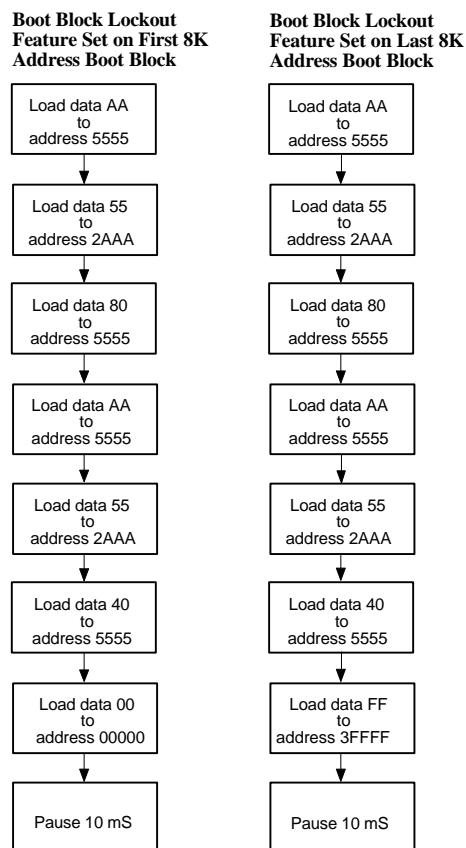 Boot Block Lockout
Feature Set on First 8K
Address Boot Block
Load data AA
to
address 5555
Load data 55
to
address 2AAA
Load data 80
to
address 5555
Load data AA
to
address 5555
Load data 55
to
address 2AAA
Load data 40
to
address 5555
Load data 00
to
address 00000
Pause 10 mS
Boot Block Lockout
Feature Set on Last 8K
Address Boot Block
Load data AA
to
address 5555
Load data 55
to
address 2AAA
Load data 80
to
address 5555
Load data AA
to
address 5555
Load data 55
to
address 2AAA
Load data 40
to
address 5555
Load data FF
to
address 3FFFF
Pause 10 mS